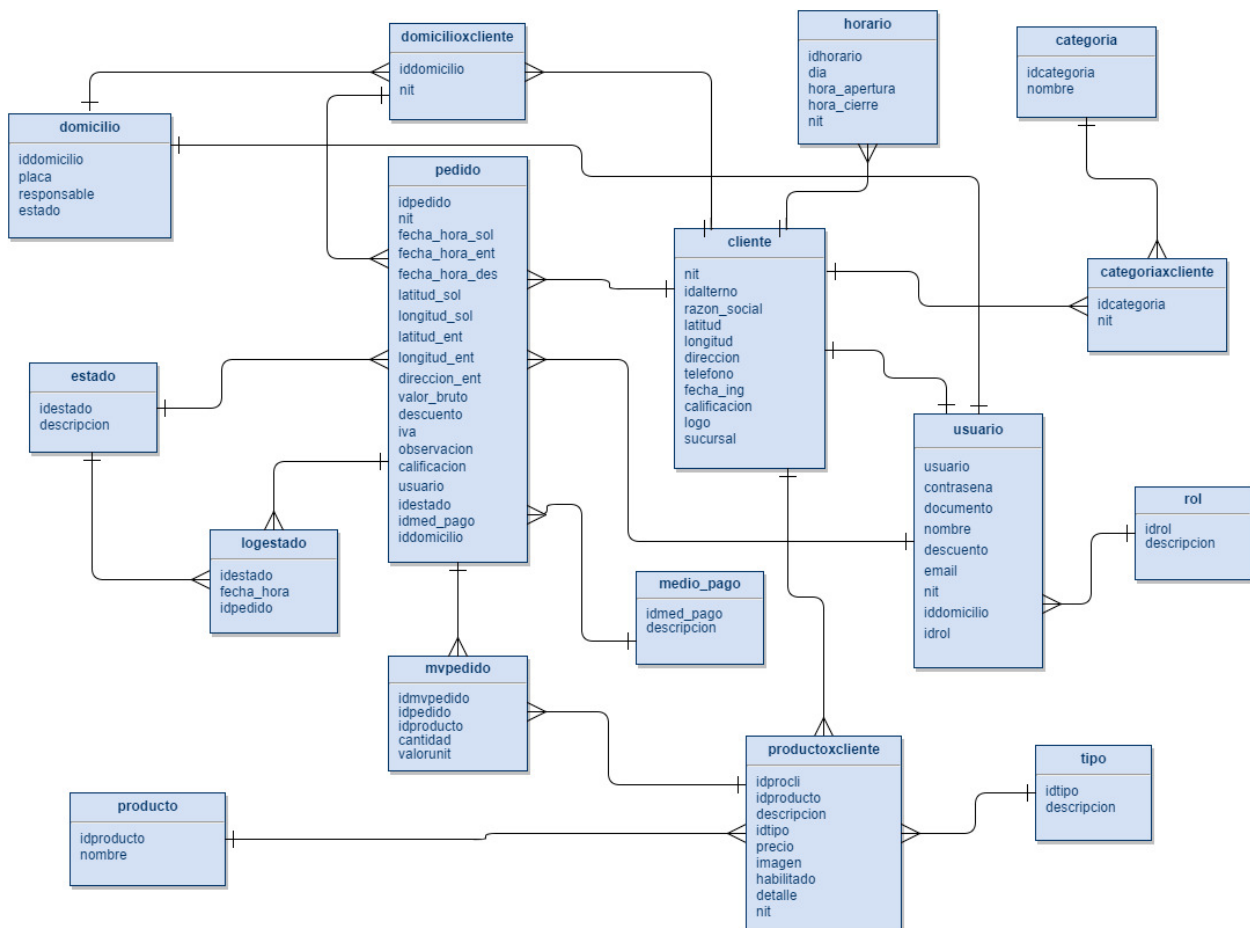 domicilioxcliente
iddomicilio
nit
horario
idhorario
dia
hora_apertura
hora_cierre
nit
categoria
idcategoria
nombre
domicilio
iddomicilio
placa
responsable
estado
pedido
idpedido
nit
fecha_hora_sol
fecha_hora_ent
fecha_hora_des
latitud_sol
longitud_sol
latitud_ent
longitud_ent
direccion_ent
valor_bruto
descuento
iva
observacion
calificacion
usuario
idestado
idmed_pago
iddomicilio
cliente
nit
idalterno
razon_social
latitud
longitud
direccion
telefono
fecha_ing
calificacion
logo
sucursal
categoriaxcliente
idcategoria
nit
estado
idestado
descripcion
usuario
usuario
contrasena
documento
nombre
descuento
email
nit
iddomicilio
idrol
rol
idrol
descripcion
logestado
idestado
fecha_hora
idpedido
medio_pago
idmed_pago
descripcion
mvpedido
idmvpedido
idpedido
idproducto
cantidad
valorunit
productoxcliente
idprocli
idproducto
descripcion
idtipo
precio
imagen
habilitado
detalle
nit
tipo
idtipo
descripcion
producto
idproducto
nombre